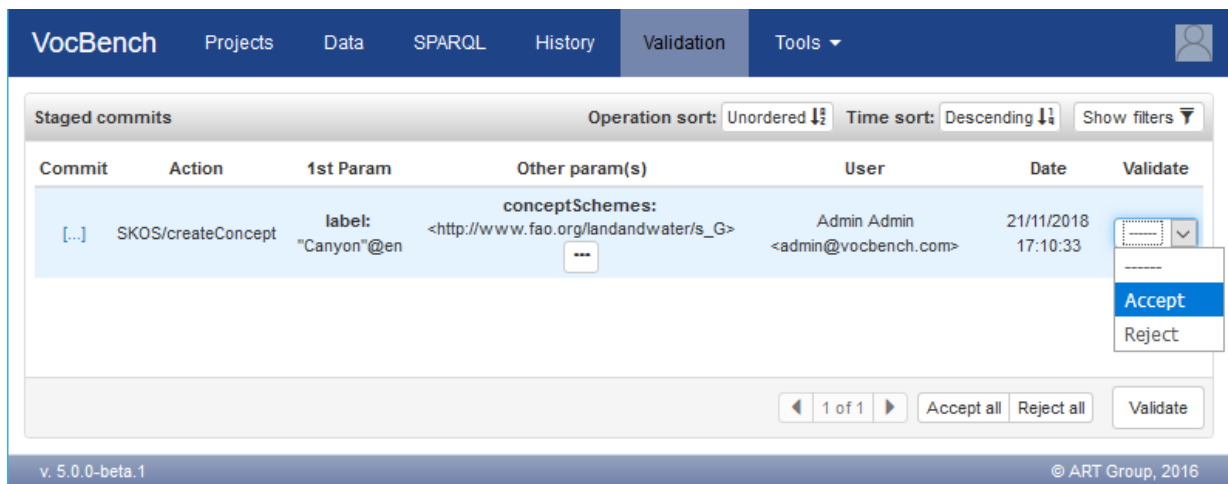 VocBench Projects Data SPARQL History Validation Tools
Staged commits Operation sort: Unordered Time sort: Descending Show filters
Commit Action 1st Param Other param(s) User Date Validate
[...] SKOS/createConcept label: "Canyon"@en conceptSchemes: <http://www.fao.org/landandwater/s_G> Admin Admin <admin@vocbench.com> 21/11/2018 17:10:33 ------
------
Accept
Reject
1 of 1 Accept all Reject all Validate
v. 5.0.0-beta.1 © ART Group, 2016